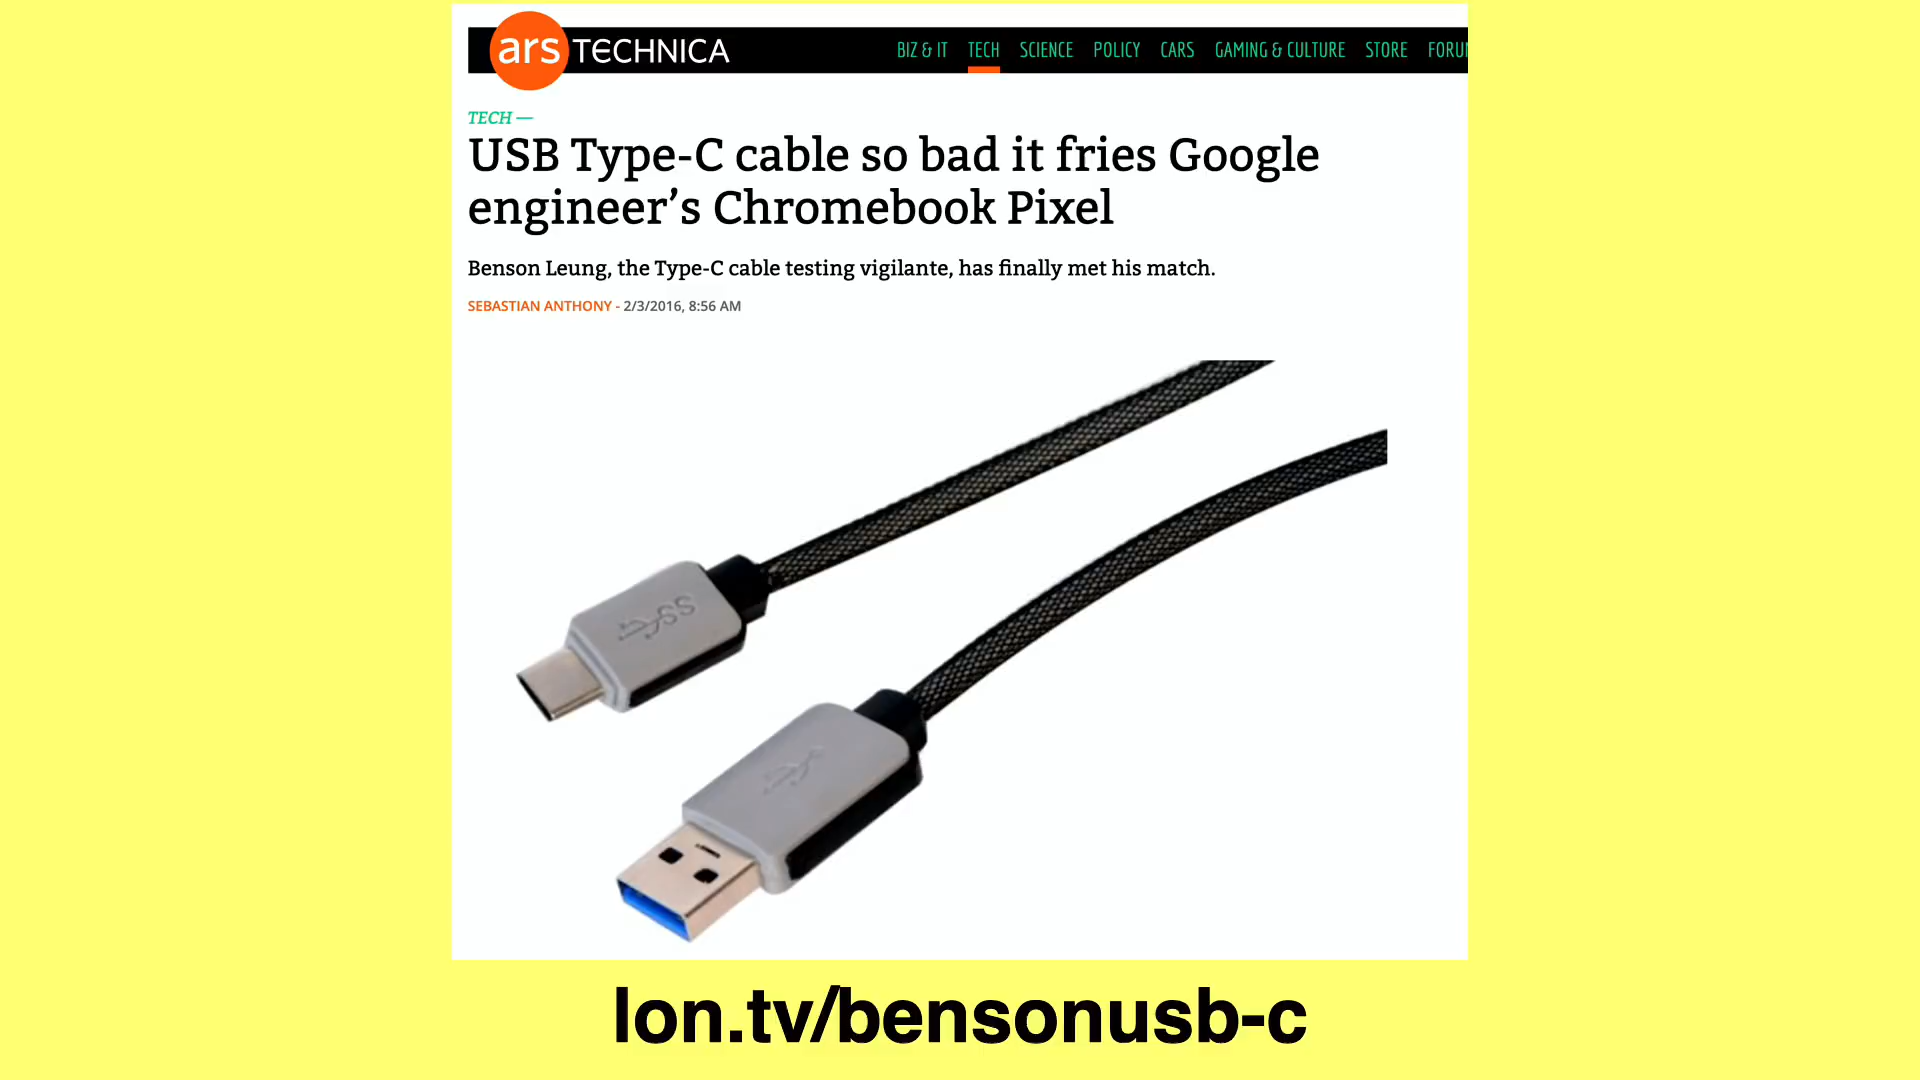 ars TECHNICA
BIZ & IT TECH SCIENCE POLICY CARS GAMING & CULTURE STORE
TECH —
USB Type-C cable so bad it fries Google
engineer’s Chromebook Pixel
Benson Leung, the Type-C cable testing vigilante, has finally met his match.
SEBASTIAN ANTHONY - 2/3/2016, 8:56 AM
SS
lon.tv/bensonusb-c